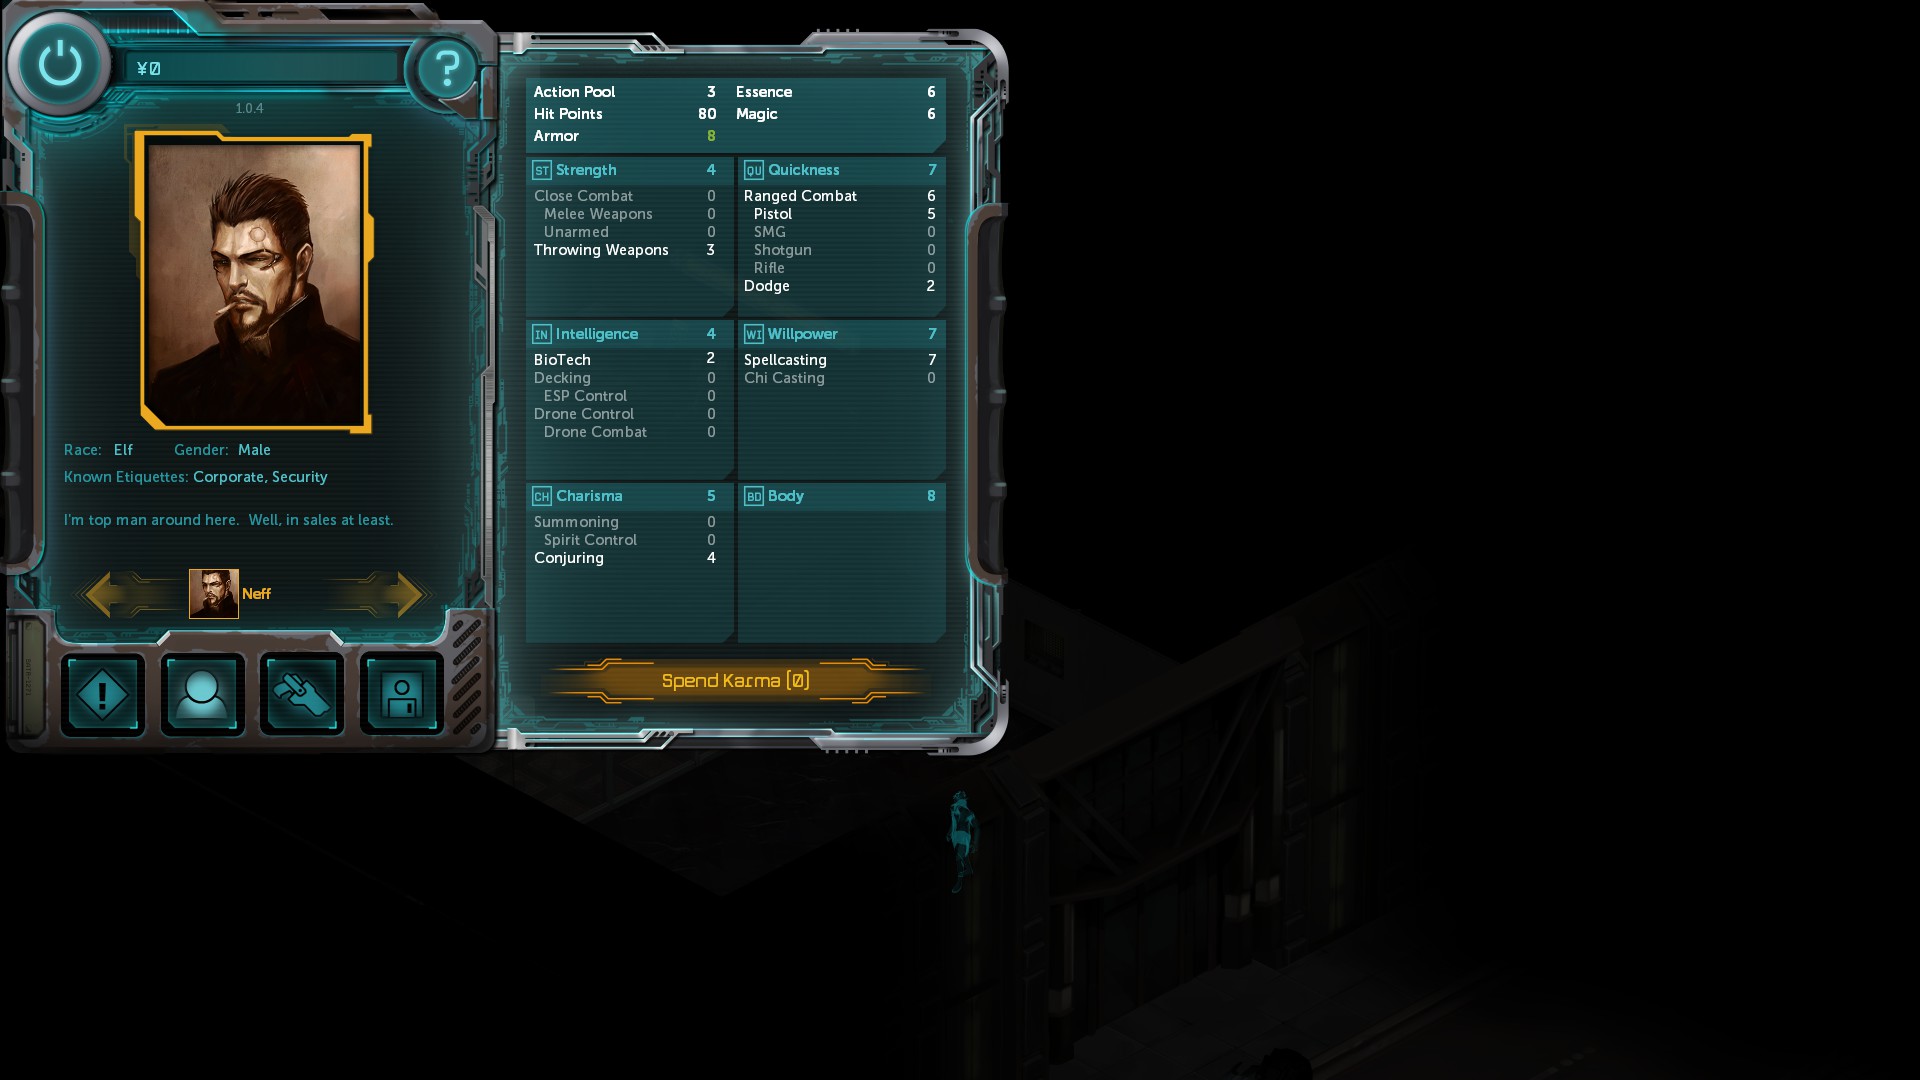 ¥0
?
1.0.4
Race: Elf Gender: Male
Known Etiquettes: Corporate, Security
I'm top man around here. Well, in sales at least.
Neff
!
Action Pool 3 Essence 6
Hit Points 80 Magic 6
Armor 8
ST Strength 4
Close Combat 0
Melee Weapons 0
Unarmed 0
Throwing Weapons 3
QU Quickness 7
Ranged Combat 6
Pistol 5
SMG 0
Shotgun 0
Rifle 0
Dodge 2
IN Intelligence 4
BioTech 2
Decking 0
ESP Control 0
Drone Control 0
Drone Combat 0
WI Willpower 7
Spellcasting 7
Chi Casting 0
CH Charisma 5
Summoning 0
Spirit Control 0
Conjuring 4
BD Body 8
Spend Karma [0]